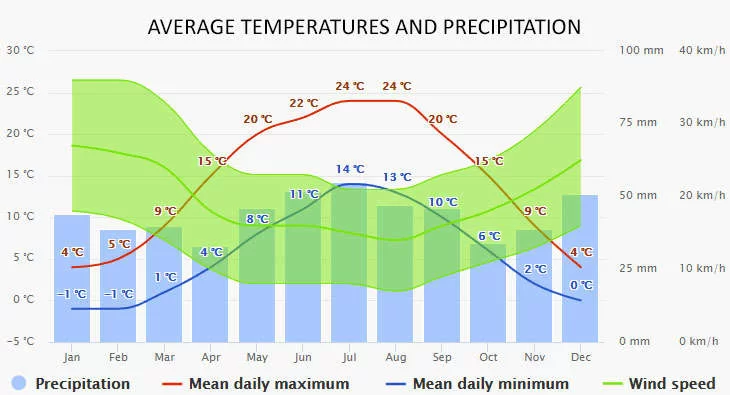 AVERAGE TEMPERATURES AND PRECIPITATION
30 °C 100 mm 40 km/h
25 °C 24 °C 24 °C
22 °C
20 °C 20 °C 20 °C 75 mm 30 km/h
15 °C 15 °C 14 °C 13 °C 15 °C 50 mm 20 km/h
11 °C
10 °C 9 °C 8 °C 10 °C 9 °C
6 °C
5 °C 4 °C 5 °C 4 °C 4 °C 25 mm 10 km/h
2 °C
0 °C −1 °C −1 °C 1 °C 0 °C
−5 °C 0 mm 0 km/h
Jan Feb Mar Apr May Jun Jul Aug Sep Oct Nov Dec
Precipitation Mean daily maximum Mean daily minimum Wind speed